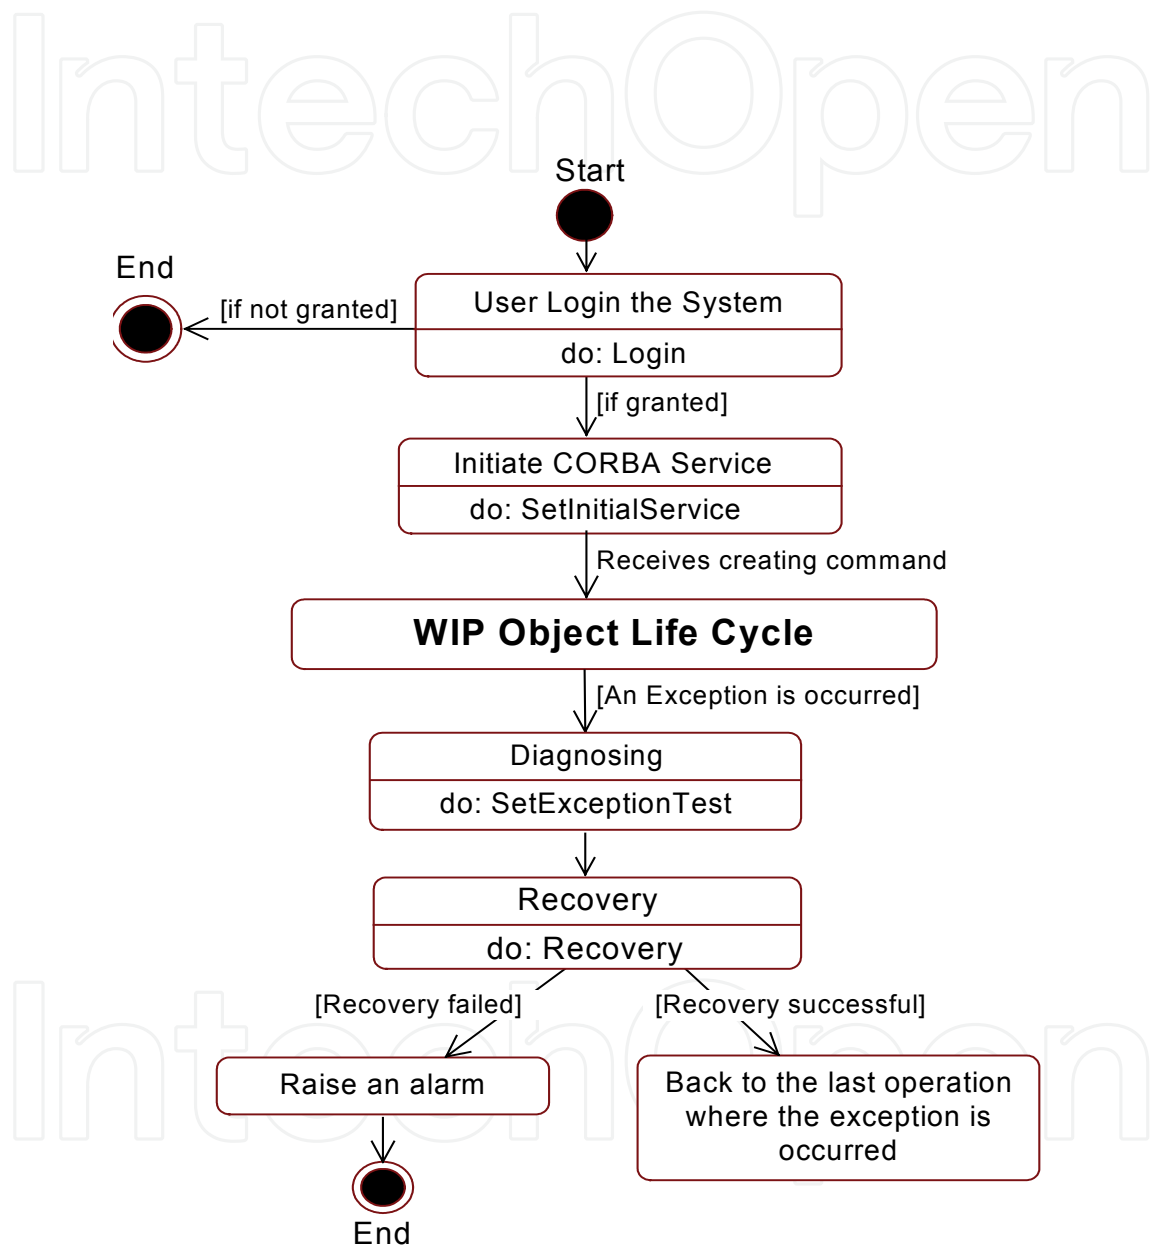 IntechOpen
Start
End
[if not granted]
User Login the System
do: Login
[if granted]
Initiate CORBA Service
do: SetInitialService
Receives creating command
WIP Object Life Cycle
[An Exception is occurred]
Diagnosing
do: SetExceptionTest
Recovery
do: Recovery
[Recovery failed]
[Recovery successful]
IntechOpen
Raise an alarm
Back to the last operation
where the exception is
occurred
End